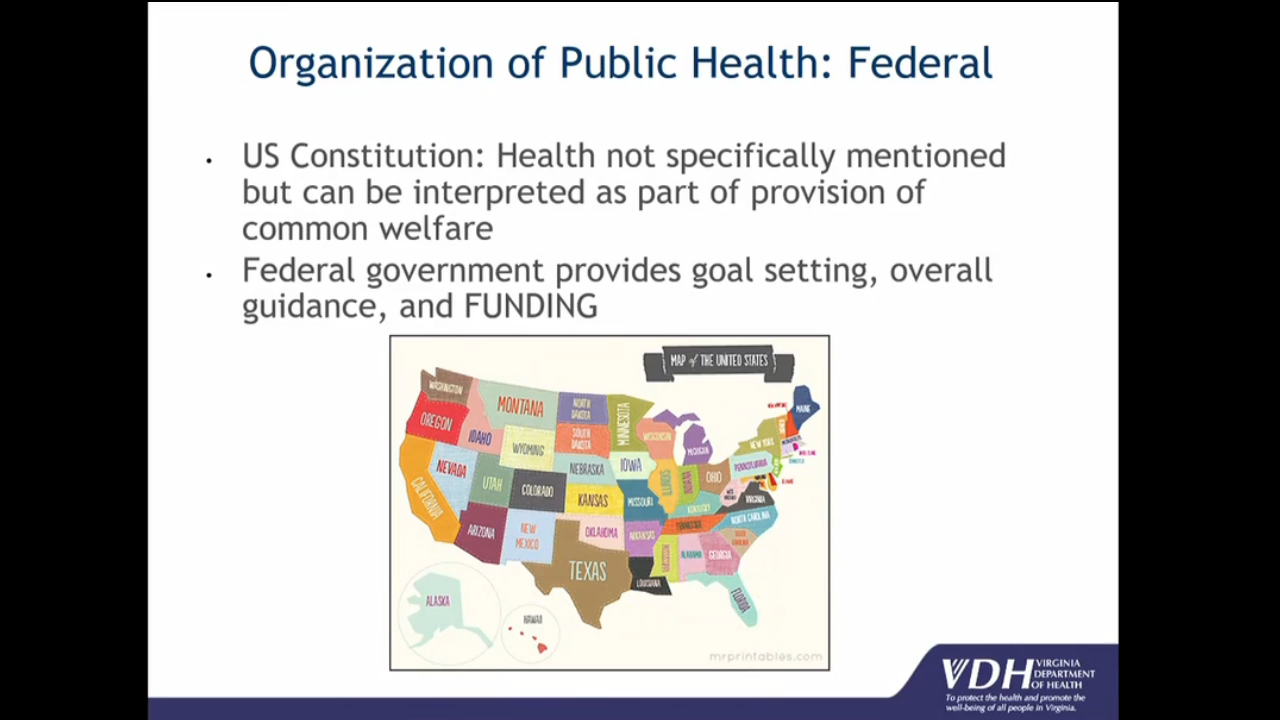 Organization of Public Health: Federal
• US Constitution: Health not specifically mentioned
but can be interpreted as part of provision of
common welfare
• Federal government provides goal setting, overall
guidance, and FUNDING
MAP of THE UNITED STATES
WASHINGTON
MONTANA
NORTH
DAKOTA
MINNESOTA
MAINE
OREGON
IDAHO
SOUTH
DAKOTA
WISCONSIN
MICHIGAN
NEW YORK
WYOMING
NEVADA
UTAH
COLORADO
NEBRASKA
IOWA
ILLINOIS
INDIANA
OHIO
PENNSYLVANIA
CALIFORNIA
KANSAS
MISSOURI
KENTUCKY
WEST
VIRGINIA
VIRGINIA
ARIZONA
NEW
MEXICO
OKLAHOMA
ARKANSAS
TENNESSEE
NORTH CAROLINA
SOUTH
CAROLINA
TEXAS
LOUISIANA
ALABAMA
GEORGIA
FLORIDA
ALASKA
HAWAII
mrprintables.com
VDH VIRGINIA
DEPARTMENT
OF HEALTH
To protect the health and promote the
well-being of all people in Virginia.